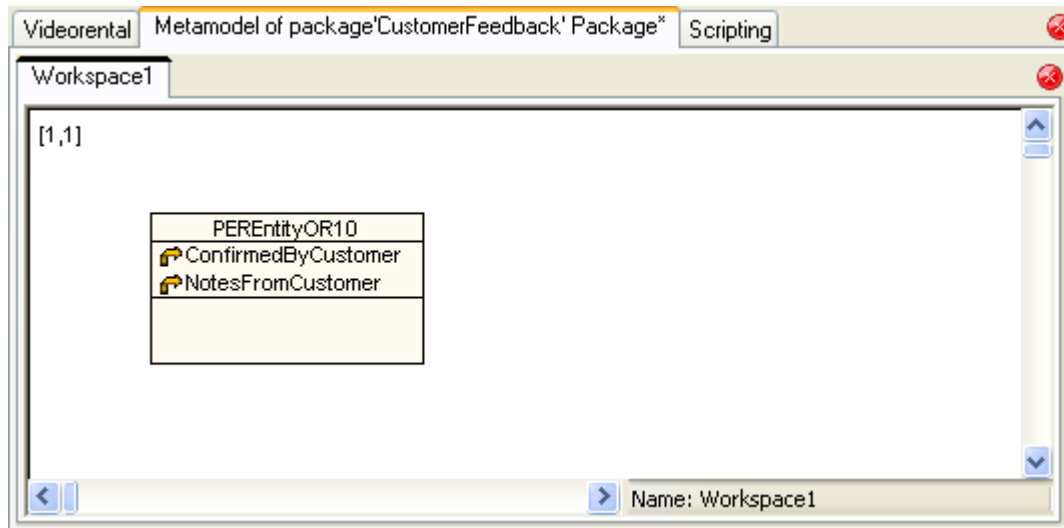 Videorental
Metamodel of package'CustomerFeedback' Package*
Scripting
Workspace1
[1,1]
PEREntityOR10
ConfirmedByCustomer
NotesFromCustomer
Name: Workspace1